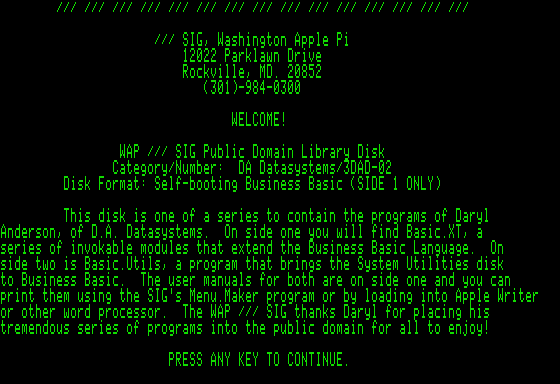 /// /// /// /// /// /// /// /// /// /// /// /// /// /// ///
/// SIG, Washington Apple Pi
12022 Parklawn Drive
Rockville, MD. 20852
(301)-984-0300
WELCOME!
WAP /// SIG Public Domain Library Disk
Category/Number:  DA Datasystems/3DAD-02
Disk Format: Self-booting Business Basic (SIDE 1 ONLY)
This disk is one of a series to contain the programs of Daryl
Anderson, of D.A. Datasystems.  On side one you will find Basic.XT, a
series of invokable modules that extend the Business Basic Language.  On
side two is Basic.Utils, a program that brings the System Utilities disk
to Business Basic.  The user manuals for both are on side one and you can
print them using the SIG's Menu.Maker program or by loading into Apple Writer
or other word processor.  The WAP /// SIG thanks Daryl for placing his
tremendous series of programs into the public domain for all to enjoy!
PRESS ANY KEY TO CONTINUE.